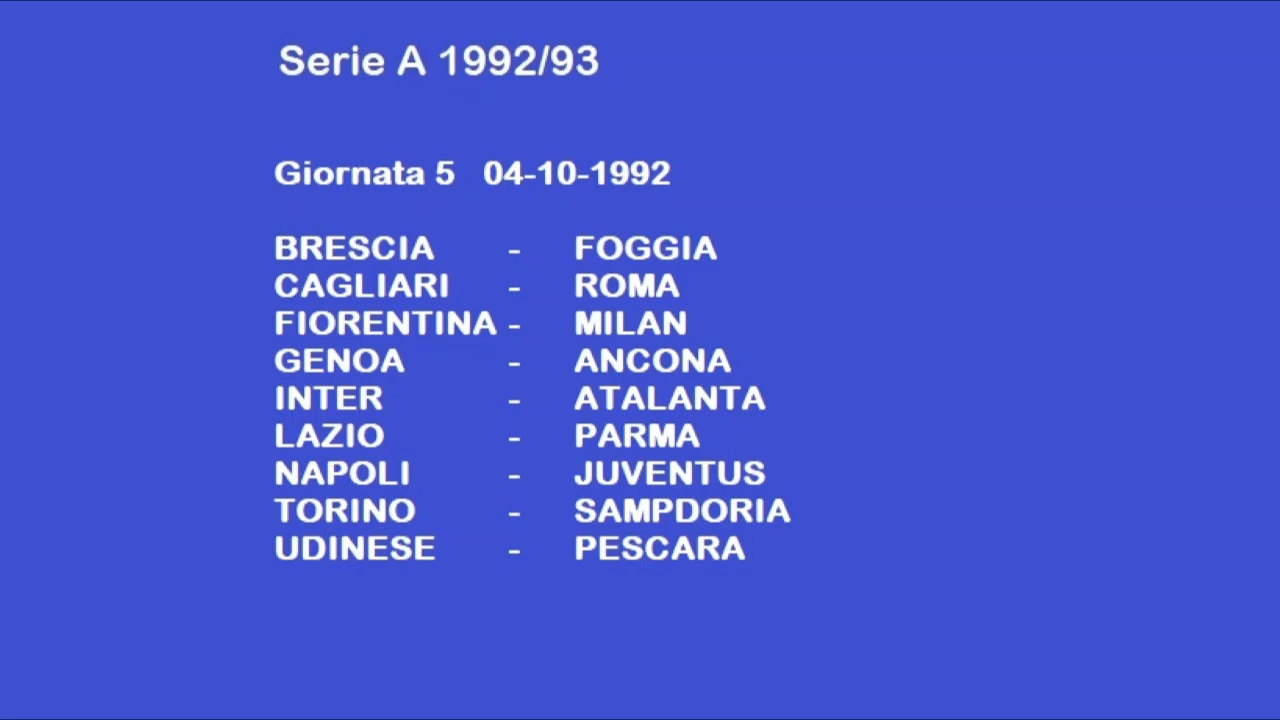 Serie A 1992/93
Giornata 5 04-10-1992
BRESCIA - FOGGIA
CAGLIARI - ROMA
FIORENTINA - MILAN
GENOA - ANCONA
INTER - ATALANTA
LAZIO - PARMA
NAPOLI - JUVENTUS
TORINO - SAMPDORIA
UDINESE - PESCARA